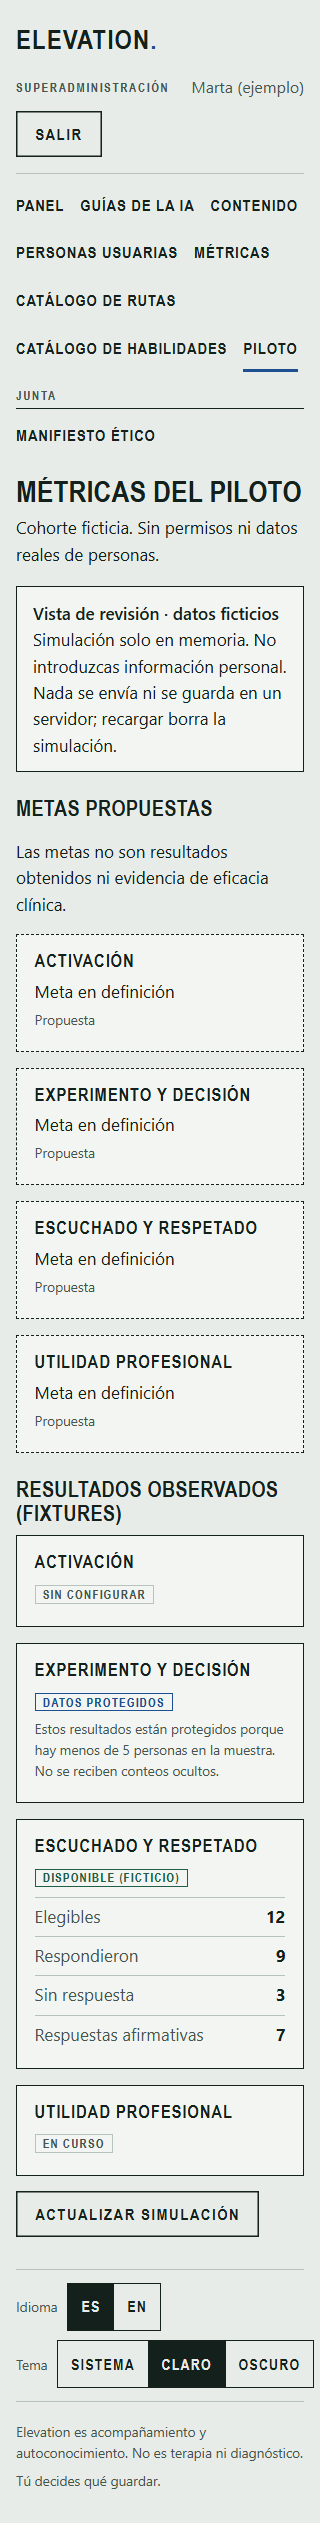 ELEVATION.
SUPERADMINISTRACIÓN Marta (ejemplo)
SALIR
PANEL GUÍAS DE LA IA CONTENIDO
PERSONAS USUARIAS MÉTRICAS
CATÁLOGO DE RUTAS
CATÁLOGO DE HABILIDADES PILOTO
JUNTA
MANIFIESTO ÉTICO
MÉTRICAS DEL PILOTO
Cohorte ficticia. Sin permisos ni datos
reales de personas.
Vista de revisión · datos ficticios
Simulación solo en memoria. No
introduzcas información personal.
Nada se envía ni se guarda en un
servidor; recargar borra la
simulación.
METAS PROPUESTAS
Las metas no son resultados
obtenidos ni evidencia de eficacia
clínica.
ACTIVACIÓN
Meta en definición
Propuesta
EXPERIMENTO Y DECISIÓN
Meta en definición
Propuesta
ESCUCHADO Y RESPETADO
Meta en definición
Propuesta
UTILIDAD PROFESIONAL
Meta en definición
Propuesta
RESULTADOS OBSERVADOS
(FIXTURES)
ACTIVACIÓN
SIN CONFIGURAR
EXPERIMENTO Y DECISIÓN
DATOS PROTEGIDOS
Estos resultados están protegidos porque
hay menos de 5 personas en la muestra.
No se reciben conteos ocultos.
ESCUCHADO Y RESPETADO
DISPONIBLE (FICTICIO)
Elegibles 12
Respondieron 9
Sin respuesta 3
Respuestas afirmativas 7
UTILIDAD PROFESIONAL
EN CURSO
ACTUALIZAR SIMULACIÓN
Idioma ES EN
Tema SISTEMA CLARO OSCURO
Elevation es acompañamiento y
autoconocimiento. No es terapia ni diagnóstico.
Tú decides qué guardar.